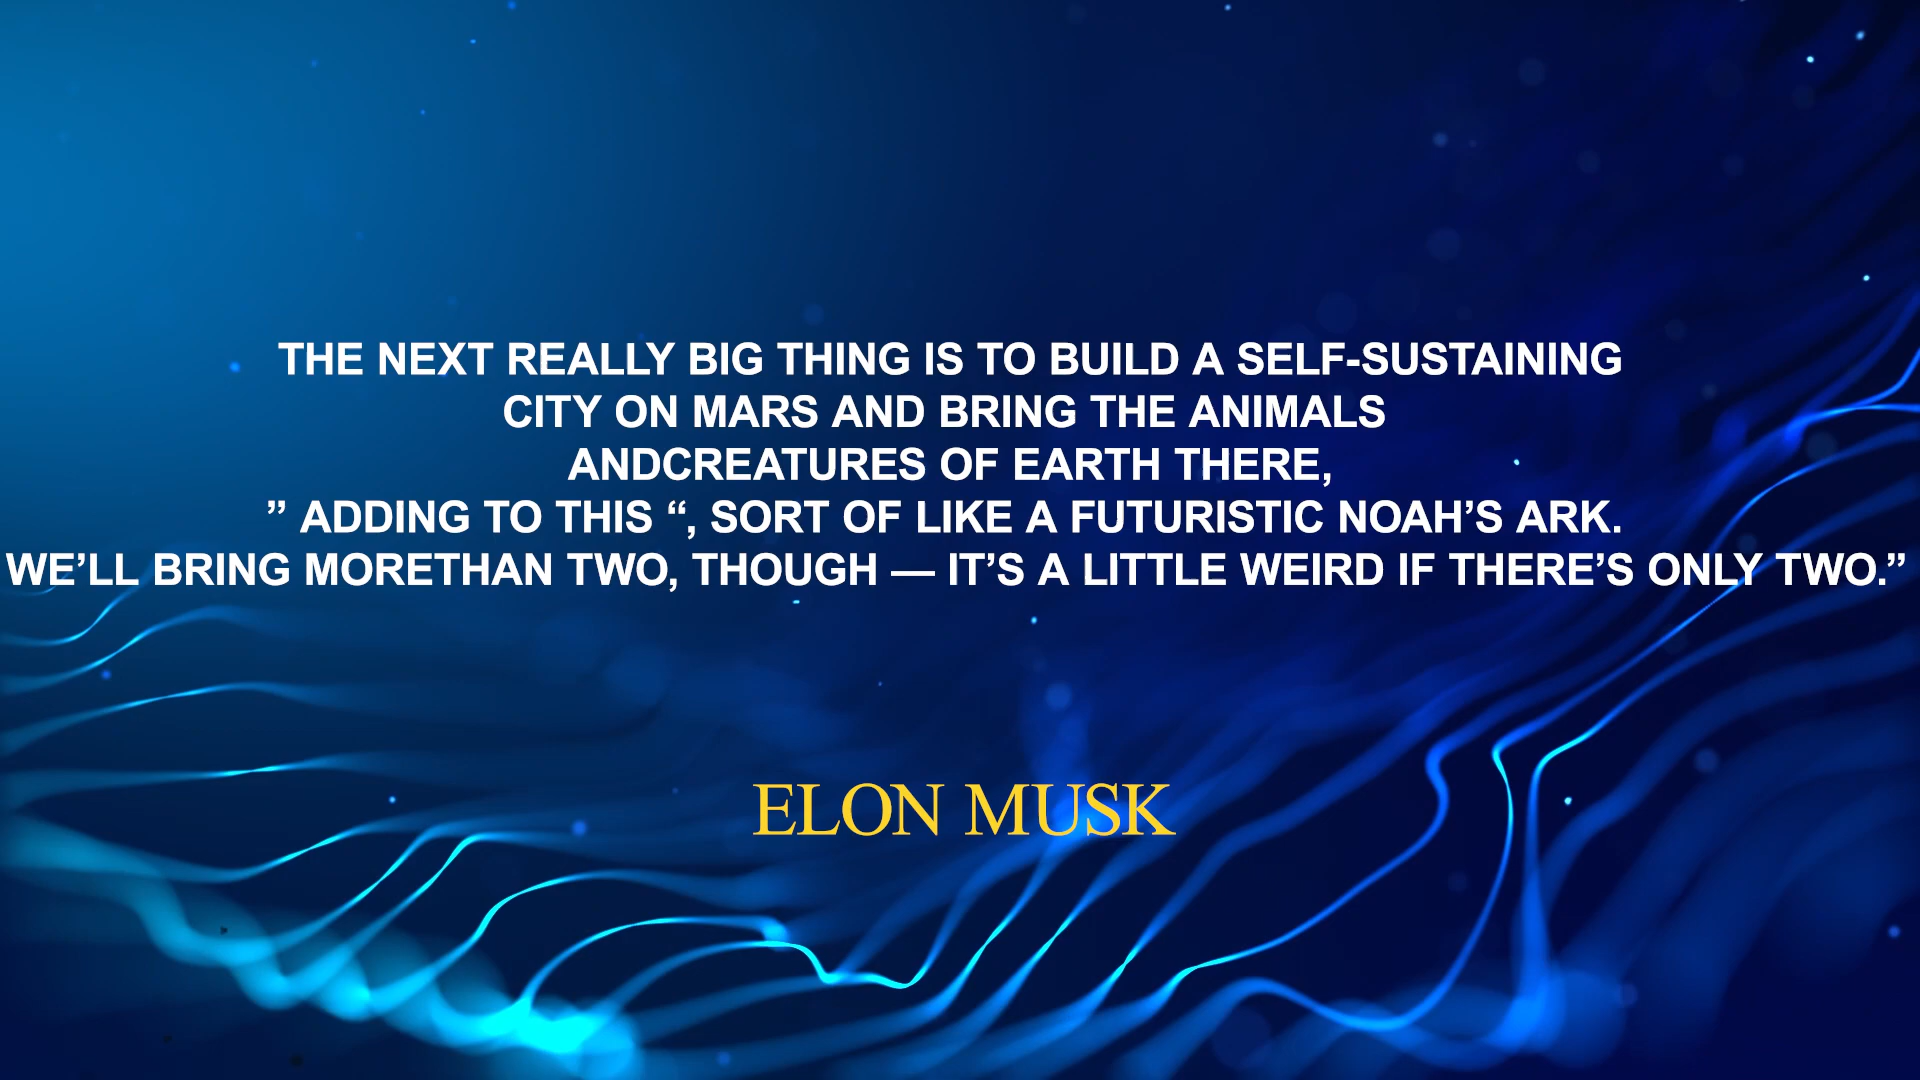 THE NEXT REALLY BIG THING IS TO BUILD A SELF-SUSTAINING
CITY ON MARS AND BRING THE ANIMALS
ANDCREATURES OF EARTH THERE,
” ADDING TO THIS “, SORT OF LIKE A FUTURISTIC NOAH’S ARK.
WE’LL BRING MORETHAN TWO, THOUGH — IT’S A LITTLE WEIRD IF THERE’S ONLY TWO.”
ELON MUSK